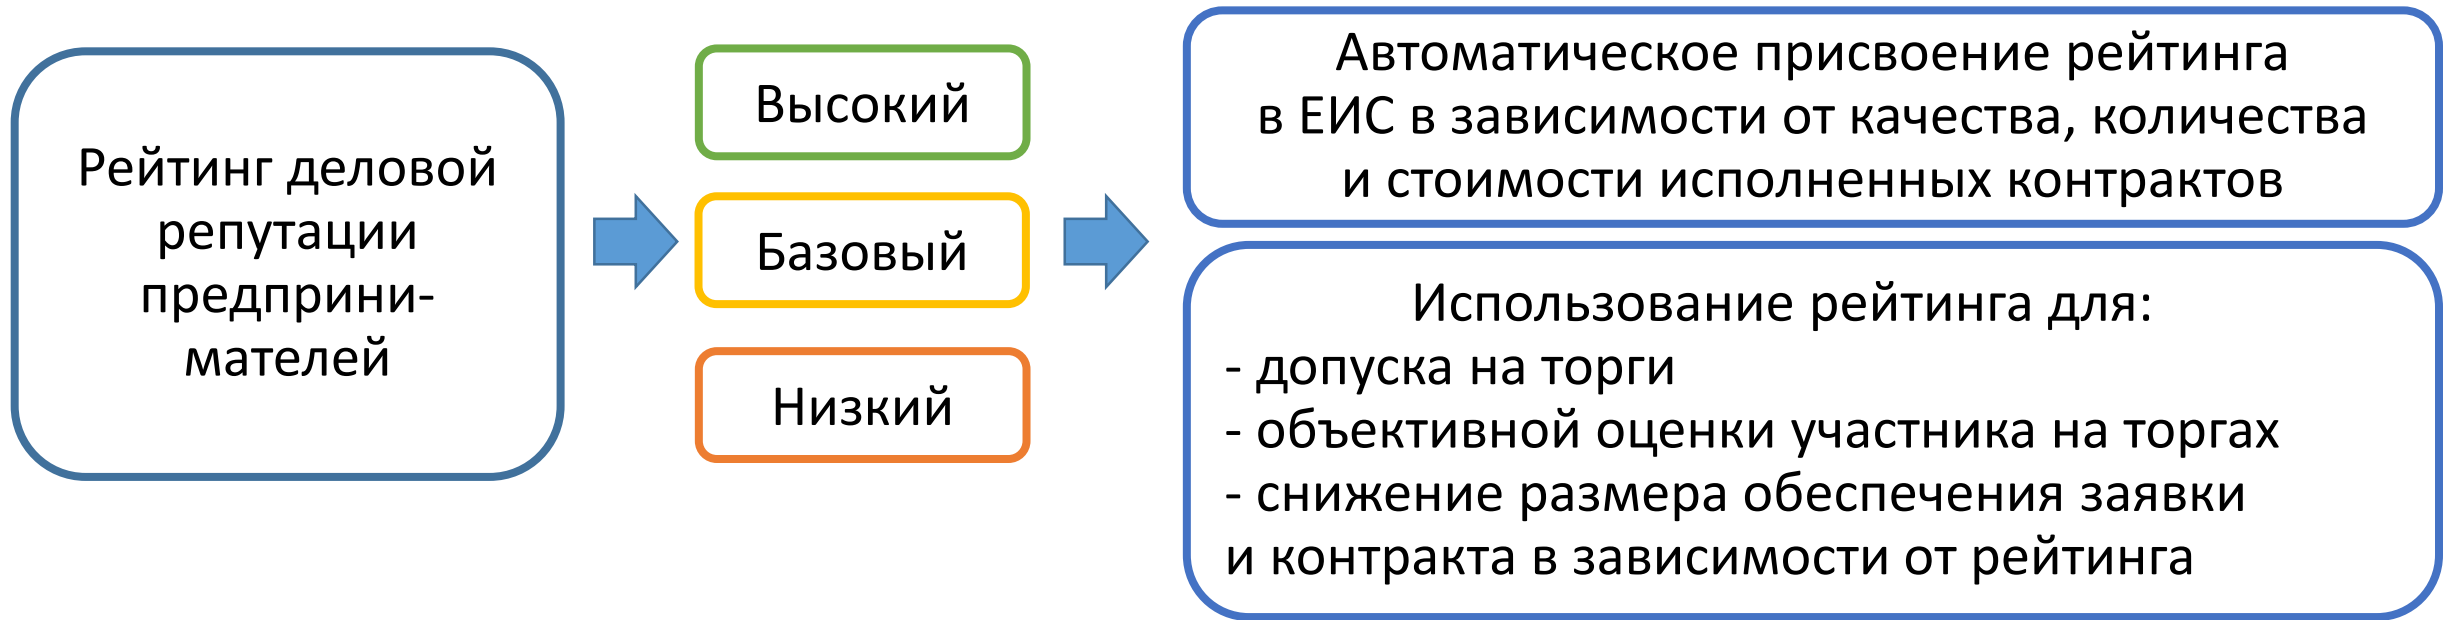 Рейтинг деловой
репутации
предприни-
мателей
Высокий
Базовый
Низкий
Автоматическое присвоение рейтинга
в ЕИС в зависимости от качества, количества
и стоимости исполненных контрактов
Использование рейтинга для:
- допуска на торги
- объективной оценки участника на торгах
- снижение размера обеспечения заявки
и контракта в зависимости от рейтинга